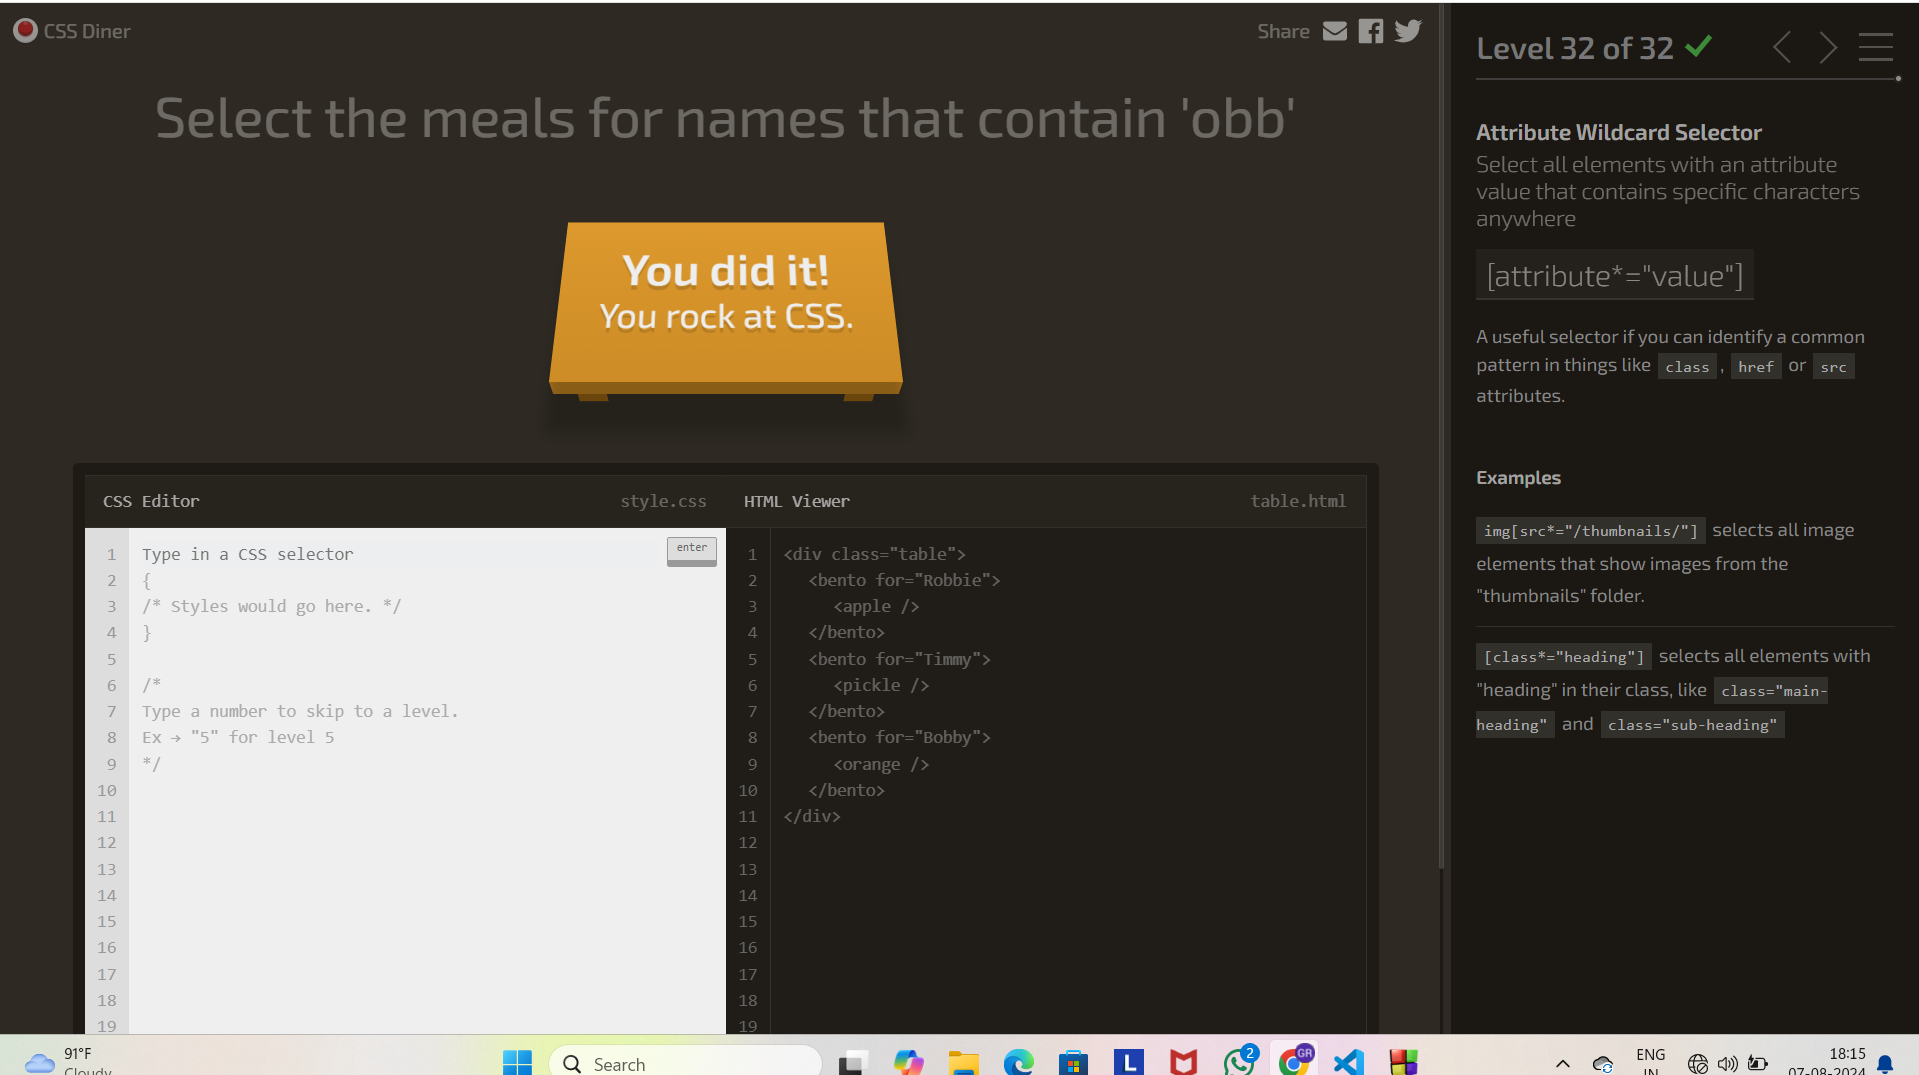 CSS Diner
Share
Select the meals for names that contain 'obb'
You did it!
You rock at CSS.
CSS Editor
style.css
HTML Viewer
table.html
1
2
3
4
5
6
7
8
9
10
11
12
13
14
15
16
17
18
19
Type in a CSS selector
enter
{
/* Styles would go here. */
}
/*
Type a number to skip to a level.
Ex → "5" for level 5
*/
1
2
3
4
5
6
7
8
9
10
11
12
13
14
15
16
17
18
19
<div class="table">
<bento for="Robbie">
<apple />
</bento>
<bento for="Timmy">
<pickle />
</bento>
<bento for="Bobby">
<orange />
</bento>
</div>
Level 32 of 32
Attribute Wildcard Selector
Select all elements with an attribute
value that contains specific characters
anywhere
[attribute*="value"]
A useful selector if you can identify a common
pattern in things like class , href or src
attributes.
Examples
img[src*="/thumbnails/"] selects all image
elements that show images from the
"thumbnails" folder.
[class*="heading"] selects all elements with
"heading" in their class, like class="main-
heading" and class="sub-heading"
91°F
Cloudy
Search
L
2
GR
ENG
IN
18:15
07-08-2024